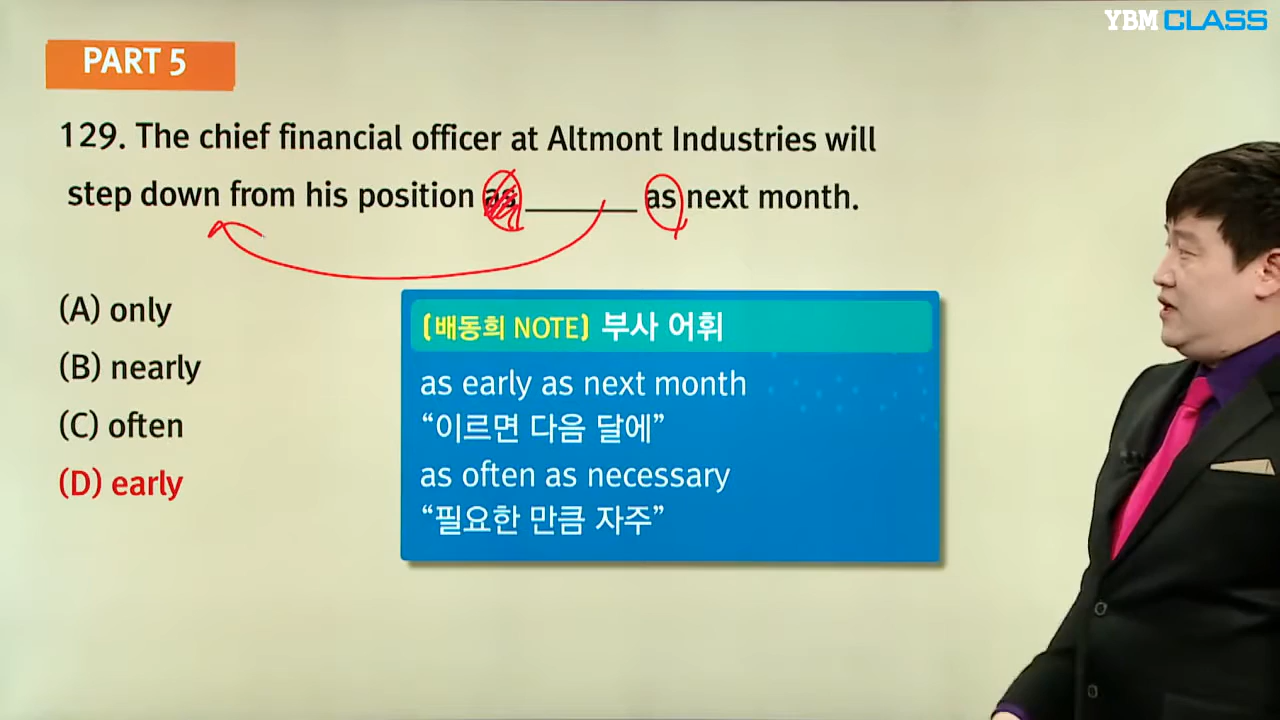 YBM CLASS
PART 5
129. The chief financial officer at Altmont Industries will
step down from his position as ______ as next month.
(A) only
(B) nearly
(C) often
(D) early
[배동희 NOTE] 부사 어휘
as early as next month
“이르면 다음 달에”
as often as necessary
“필요한 만큼 자주”